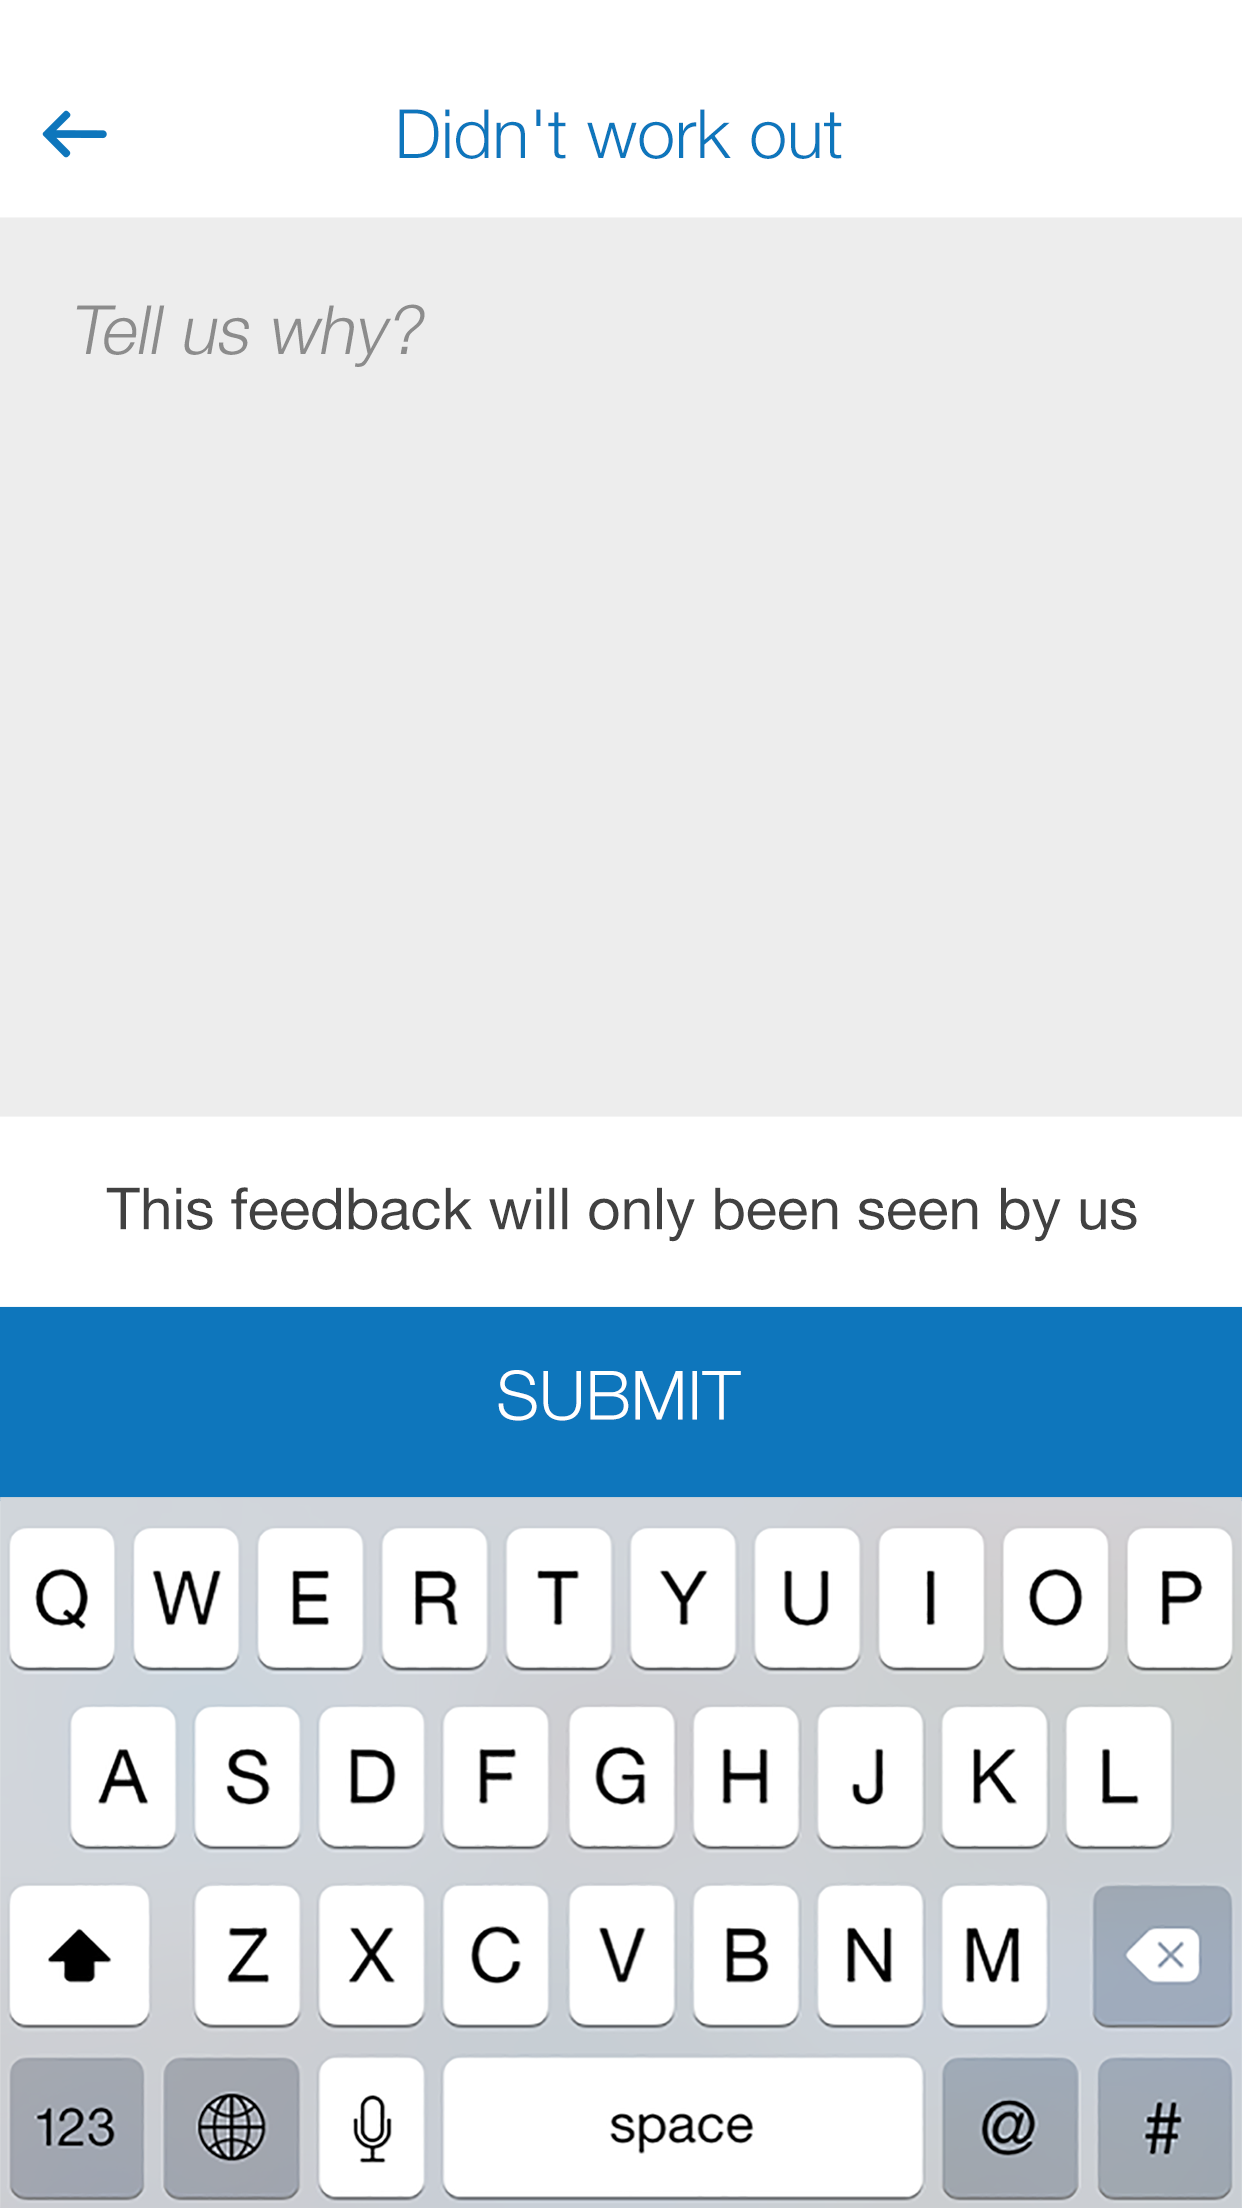 Didn't work out
Tell us why?
This feedback will only been seen by us
SUBMIT
Q W E R T Y U I O P
A S D F G H J K L
Z X C V B N M
123 space @ #